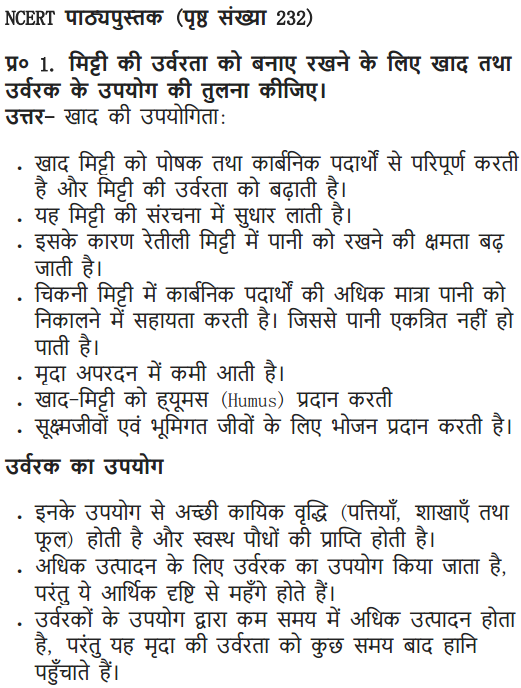 NCERT पाठ्यपुस्तक (पृष्ठ संख्या 232)
प्र० 1. मिट्टी की उर्वरता को बनाए रखने के लिए खाद तथा
उर्वरक के उपयोग की तुलना कीजिए।
उत्तर- खाद की उपयोगिता:
• खाद मिट्टी को पोषक तथा कार्बनिक पदार्थों से परिपूर्ण करती
है और मिट्टी की उर्वरता को बढ़ाती है।
• यह मिट्टी की संरचना में सुधार लाती है।
• इसके कारण रेतीली मिट्टी में पानी को रखने की क्षमता बढ़
जाती है।
• चिकनी मिट्टी में कार्बनिक पदार्थों की अधिक मात्रा पानी को
निकालने में सहायता करती है। जिससे पानी एकत्रित नहीं हो
पाता है।
• मृदा अपरदन में कमी आती है।
• खाद-मिट्टी को ह्यूमस (Humus) प्रदान करती
• सूक्ष्मजीवों एवं भूमिगत जीवों के लिए भोजन प्रदान करती है।
उर्वरक का उपयोग
• इनके उपयोग से अच्छी कायिक वृद्धि (पत्तियाँ, शाखाएँ तथा
फूल) होती है और स्वस्थ पौधों की प्राप्ति होती है।
• अधिक उत्पादन के लिए उर्वरक का उपयोग किया जाता है,
परंतु ये आर्थिक दृष्टि से महँगे होते हैं।
• उर्वरकों के उपयोग द्वारा कम समय में अधिक उत्पादन होता
है, परंतु यह मृदा की उर्वरता को कुछ समय बाद हानि
पहुँचाते हैं।